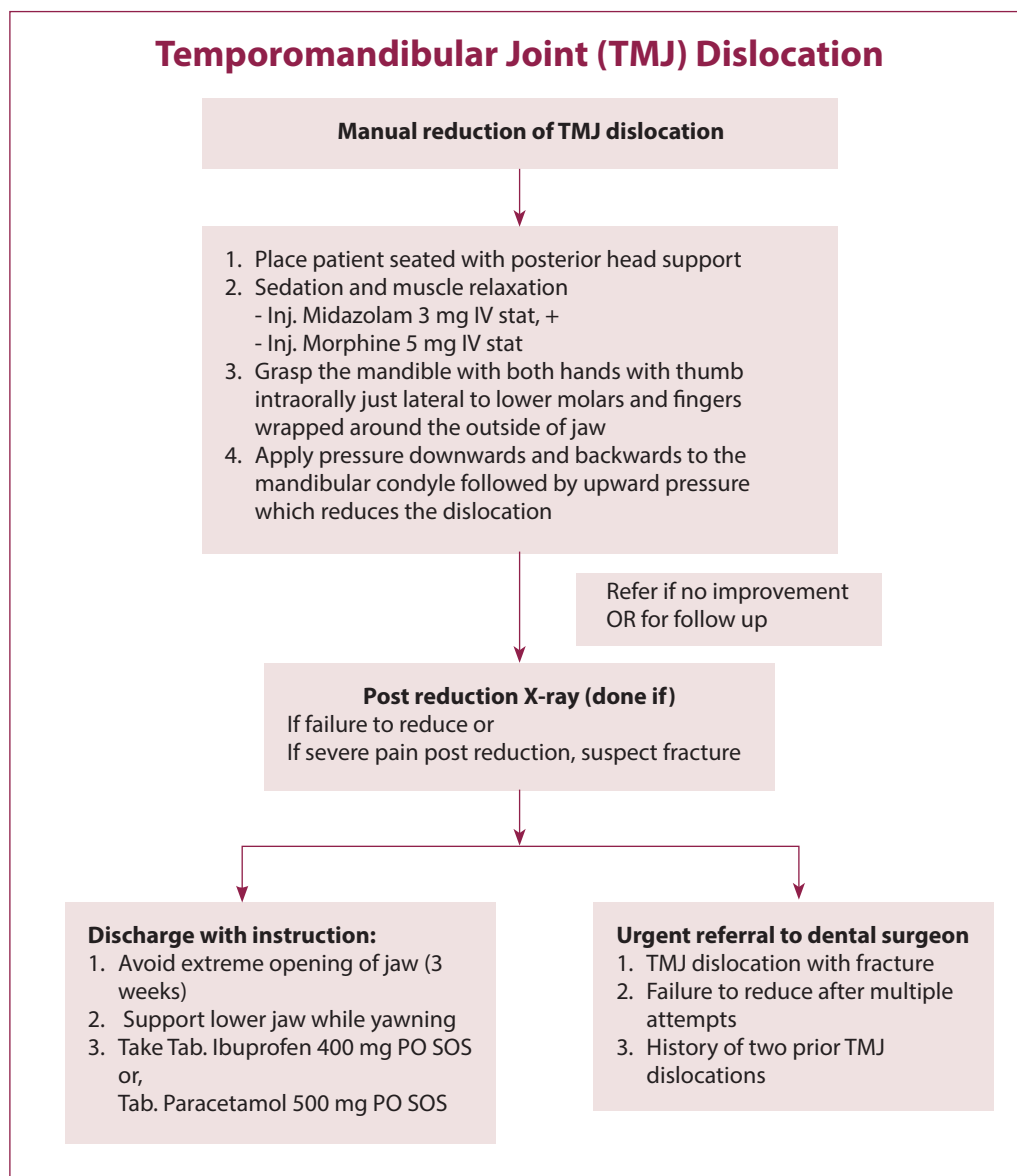 Temporomandibular Joint (TMJ) Dislocation
Manual reduction of TMJ dislocation
1. Place patient seated with posterior head support
2. Sedation and muscle relaxation
- Inj. Midazolam 3 mg IV stat, +
- Inj. Morphine 5 mg IV stat
3. Grasp the mandible with both hands with thumb
intraorally just lateral to lower molars and fingers
wrapped around the outside of jaw
4. Apply pressure downwards and backwards to the
mandibular condyle followed by upward pressure
which reduces the dislocation
Refer if no improvement
OR for follow up
Post reduction X-ray (done if)
If failure to reduce or
If severe pain post reduction, suspect fracture
Discharge with instruction:
1. Avoid extreme opening of jaw (3
weeks)
2. Support lower jaw while yawning
3. Take Tab. Ibuprofen 400 mg PO SOS
or,
Tab. Paracetamol 500 mg PO SOS
Urgent referral to dental surgeon
1. TMJ dislocation with fracture
2. Failure to reduce after multiple
attempts
3. History of two prior TMJ
dislocations